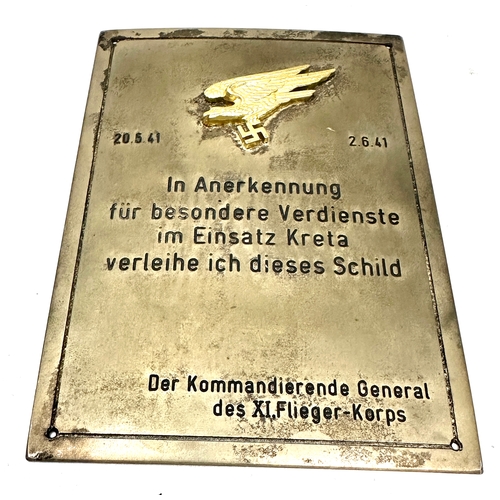 20.5.41 2.6.41
In Anerkennung
für besondere Verdienste
im Einsatz Kreta
verleihe ich dieses Schild
Der Kommandierende General
des XI.Flieger-Korps